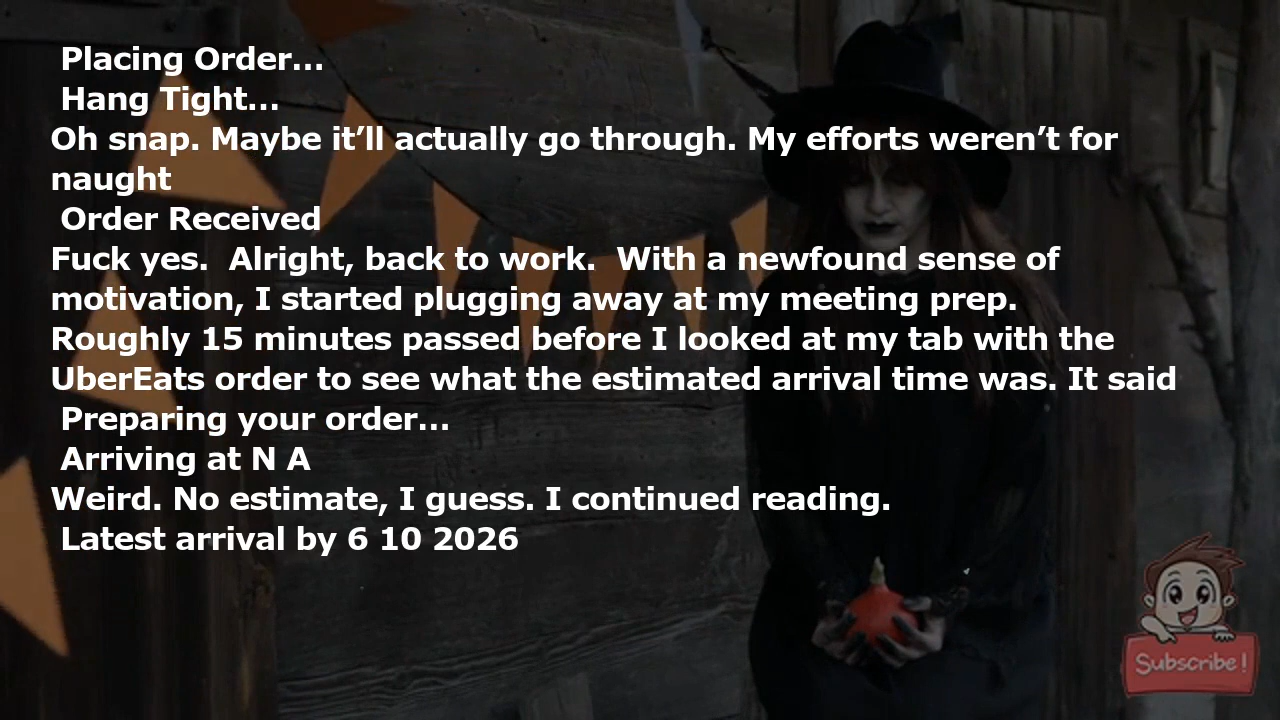 Placing Order...
Hang Tight...
Oh snap. Maybe it’ll actually go through. My efforts weren’t for
naught
Order Received
Fuck yes.  Alright, back to work.  With a newfound sense of
motivation, I started plugging away at my meeting prep.
Roughly 15 minutes passed before I looked at my tab with the
UberEats order to see what the estimated arrival time was. It said
Preparing your order...
Arriving at N A
Weird. No estimate, I guess. I continued reading.
Latest arrival by 6 10 2026
Subscribe!